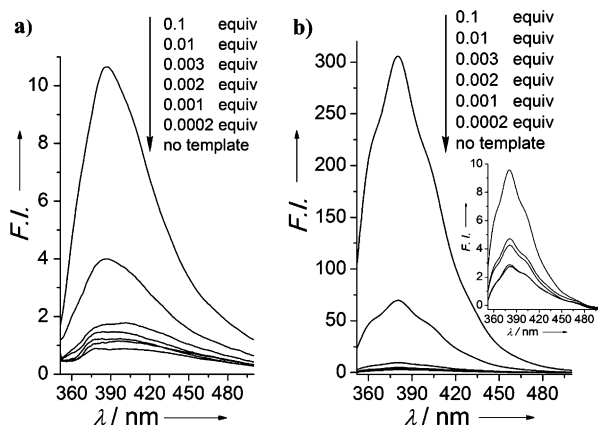 a)
0.1 equiv
0.01 equiv
0.003 equiv
0.002 equiv
0.001 equiv
0.0002 equiv
no template
10
8
6
4
2
0
F.I.
360 390 420 450 480
λ / nm
b)
0.1 equiv
0.01 equiv
0.003 equiv
0.002 equiv
0.001 equiv
0.0002 equiv
no template
300
250
200
150
100
50
0
F.I.
360 390 420 450 480
λ / nm
10
8
6
4
2
0
F.I.
360 390 420 450 480
λ / nm